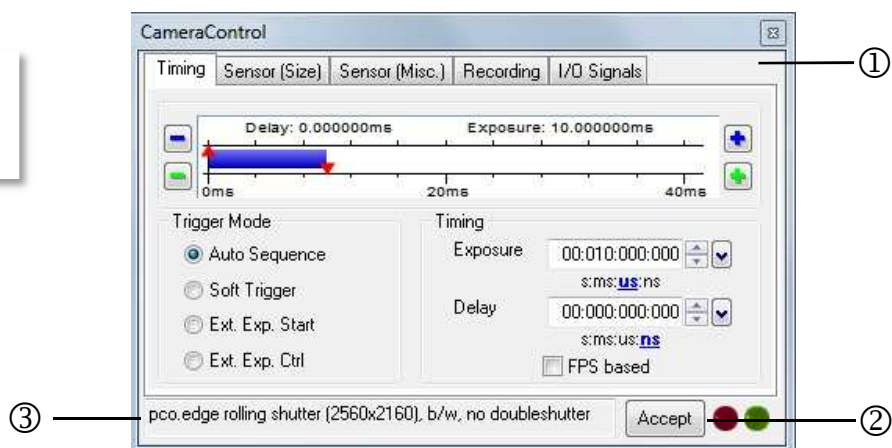 CameraControl
①
Timing Sensor (Size) Sensor (Misc.) Recording I/O Signals
Delay: 0.000000ms Exposure: 10.000000ms
0ms 20ms 40ms
Trigger Mode
Auto Sequence
Soft Trigger
Ext. Exp. Start
Ext. Exp. Ctrl
Timing
Exposure 00:010:000:000
s:ms:us:ns
Delay 00:000:000:000
s:ms:us:ns
FPS based
③ pco.edge rolling shutter (2560x2160), b/w, no doubleshutter Accept ②